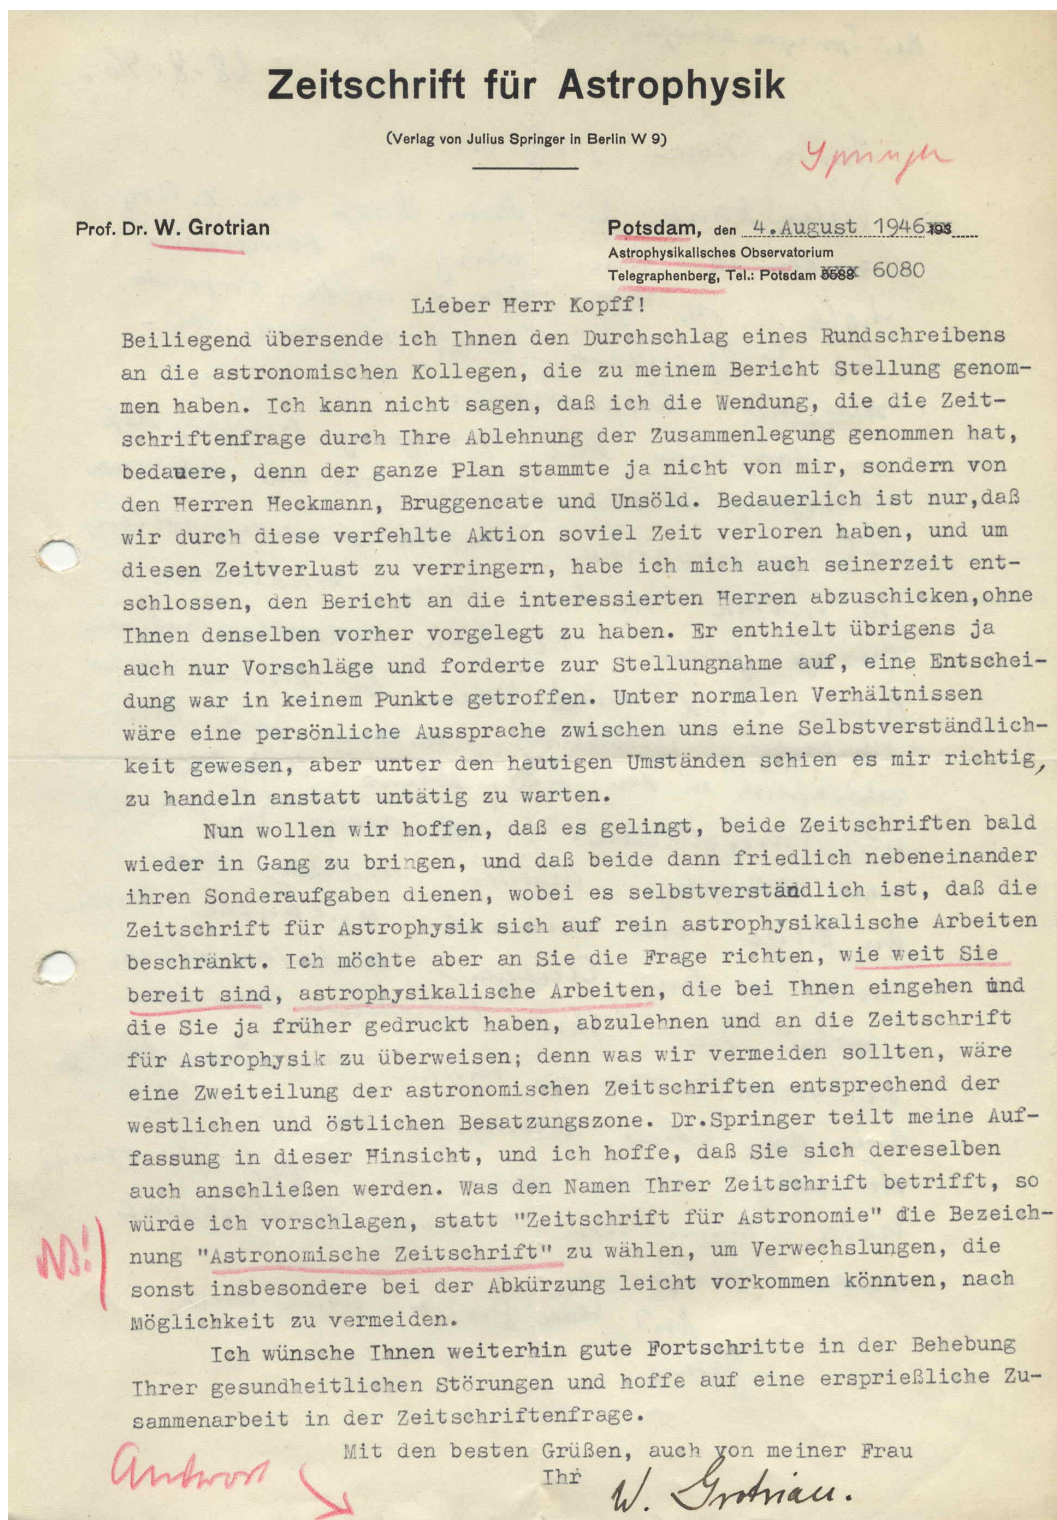 Zeitschrift für Astrophysik
(Verlag von Julius Springer in Berlin W 9)
Springer
Prof. Dr. W. Grotrian
Potsdam, den 4.August 1946
Astrophysikalisches Observatorium
Telegraphenberg, Tel.: Potsdam 6080
Lieber Herr Kopff!
Beiliegend übersende ich Ihnen den Durchschlag eines Rundschreibens
an die astronomischen Kollegen, die zu meinem Bericht Stellung genom-
men haben. Ich kann nicht sagen, daß ich die Wendung, die die Zeit-
schriftenfrage durch Ihre Ablehnung der Zusammenlegung genommen hat,
bedauere, denn der ganze Plan stammte ja nicht von mir, sondern von
den Herren Heckmann, Bruggencate und Unsöld. Bedauerlich ist nur,daß
wir durch diese verfehlte Aktion soviel Zeit verloren haben, und um
diesen Zeitverlust zu verringern, habe ich mich auch seinerzeit ent-
schlossen, den Bericht an die interessierten Herren abzuschicken,ohne
Ihnen denselben vorher vorgelegt zu haben. Er enthielt übrigens ja
auch nur Vorschläge und forderte zur Stellungnahme auf, eine Entschei-
dung war in keinem Punkte getroffen. Unter normalen Verhältnissen
wäre eine persönliche Aussprache zwischen uns eine Selbstverständlich-
keit gewesen, aber unter den heutigen Umständen schien es mir richtig,
zu handeln anstatt untätig zu warten.
Nun wollen wir hoffen, daß es gelingt, beide Zeitschriften bald
wieder in Gang zu bringen, und daß beide dann friedlich nebeneinander
ihren Sonderaufgaben dienen, wobei es selbstverständlich ist, daß die
Zeitschrift für Astrophysik sich auf rein astrophysikalische Arbeiten
beschränkt. Ich möchte aber an Sie die Frage richten, wie weit Sie
bereit sind, astrophysikalische Arbeiten, die bei Ihnen eingehen und
die Sie ja früher gedruckt haben, abzulehnen und an die Zeitschrift
für Astrophysik zu überweisen; denn was wir vermeiden sollten, wäre
eine Zweiteilung der astronomischen Zeitschriften entsprechend der
westlichen und östlichen Besatzungszone. Dr.Springer teilt meine Auf-
fassung in dieser Hinsicht, und ich hoffe, daß Sie sich dereselben
auch anschließen werden. Was den Namen Ihrer Zeitschrift betrifft, so
würde ich vorschlagen, statt "Zeitschrift für Astronomie" die Bezeich-
NB!
nung "Astronomische Zeitschrift" zu wählen, um Verwechslungen, die
sonst insbesondere bei der Abkürzung leicht vorkommen könnten, nach
Möglichkeit zu vermeiden.
Ich wünsche Ihnen weiterhin gute Fortschritte in der Behebung
Ihrer gesundheitlichen Störungen und hoffe auf eine ersprießliche Zu-
sammenarbeit in der Zeitschriftenfrage.
Mit den besten Grüßen, auch von meiner Frau
Antwort
Ihr
W. Grotrian.